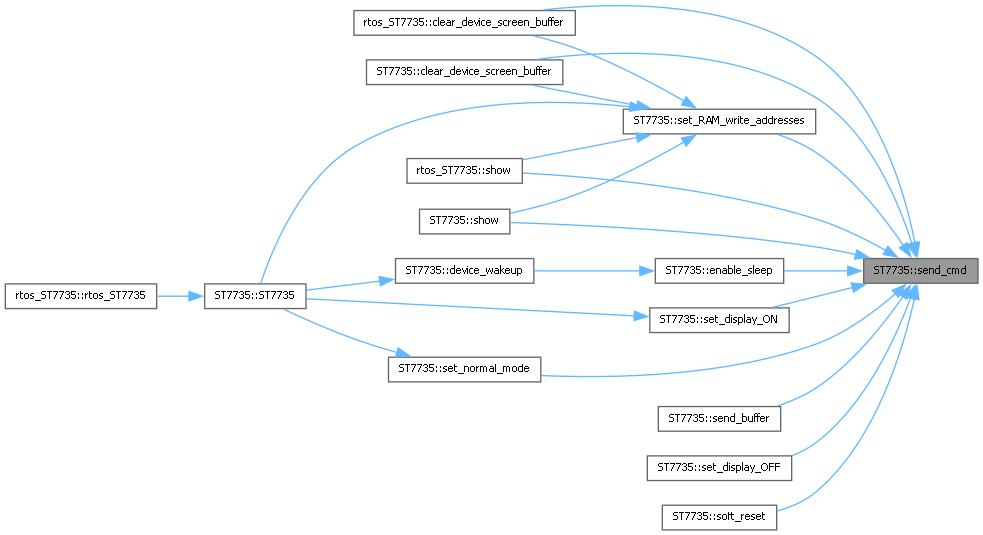 rtos_ST7735::clear_device_screen_buffer
ST7735::clear_device_screen_buffer
ST7735::set_RAM_write_addresses
rtos_ST7735::show
ST7735::show
ST7735::device_wakeup
ST7735::enable_sleep
ST7735::send_cmd
rtos_ST7735::rtos_ST7735
ST7735::ST7735
ST7735::set_display_ON
ST7735::set_normal_mode
ST7735::send_buffer
ST7735::set_display_OFF
ST7735::soft_reset